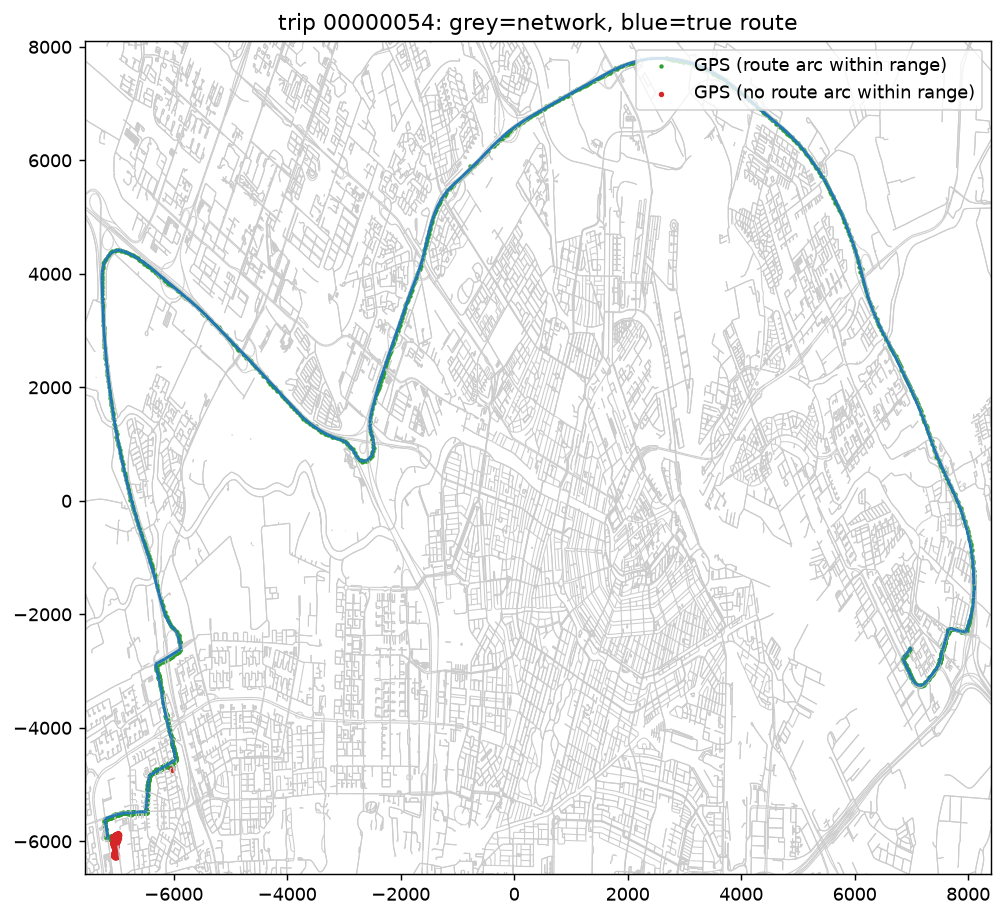 trip 00000054: grey=network, blue=true route
GPS (route arc within range)
GPS (no route arc within range)
8000
6000
4000
2000
0
−2000
−4000
−6000
−6000 −4000 −2000 0 2000 4000 6000 8000